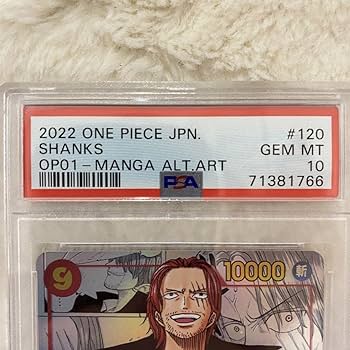 2022 ONE PIECE JPN. #120
SHANKS GEM MT
OP01-MANGA ALT.ART 10
PSA 71381766
9 10000 斬